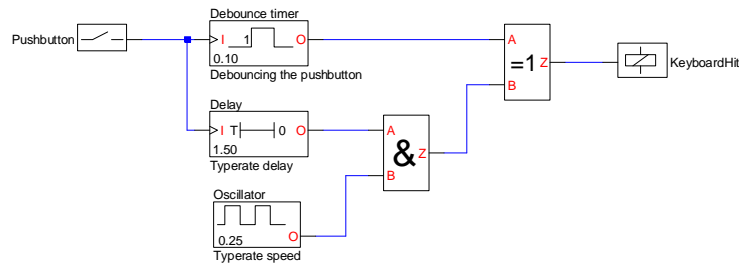 Debounce timer
Pushbutton
I 1 O
0.10
Debouncing the pushbutton
A
=1 Z
B
KeyboardHit
Delay
I T 0 O
1.50
Typerate delay
A
& Z
B
Oscillator
0.25 O
Typerate speed